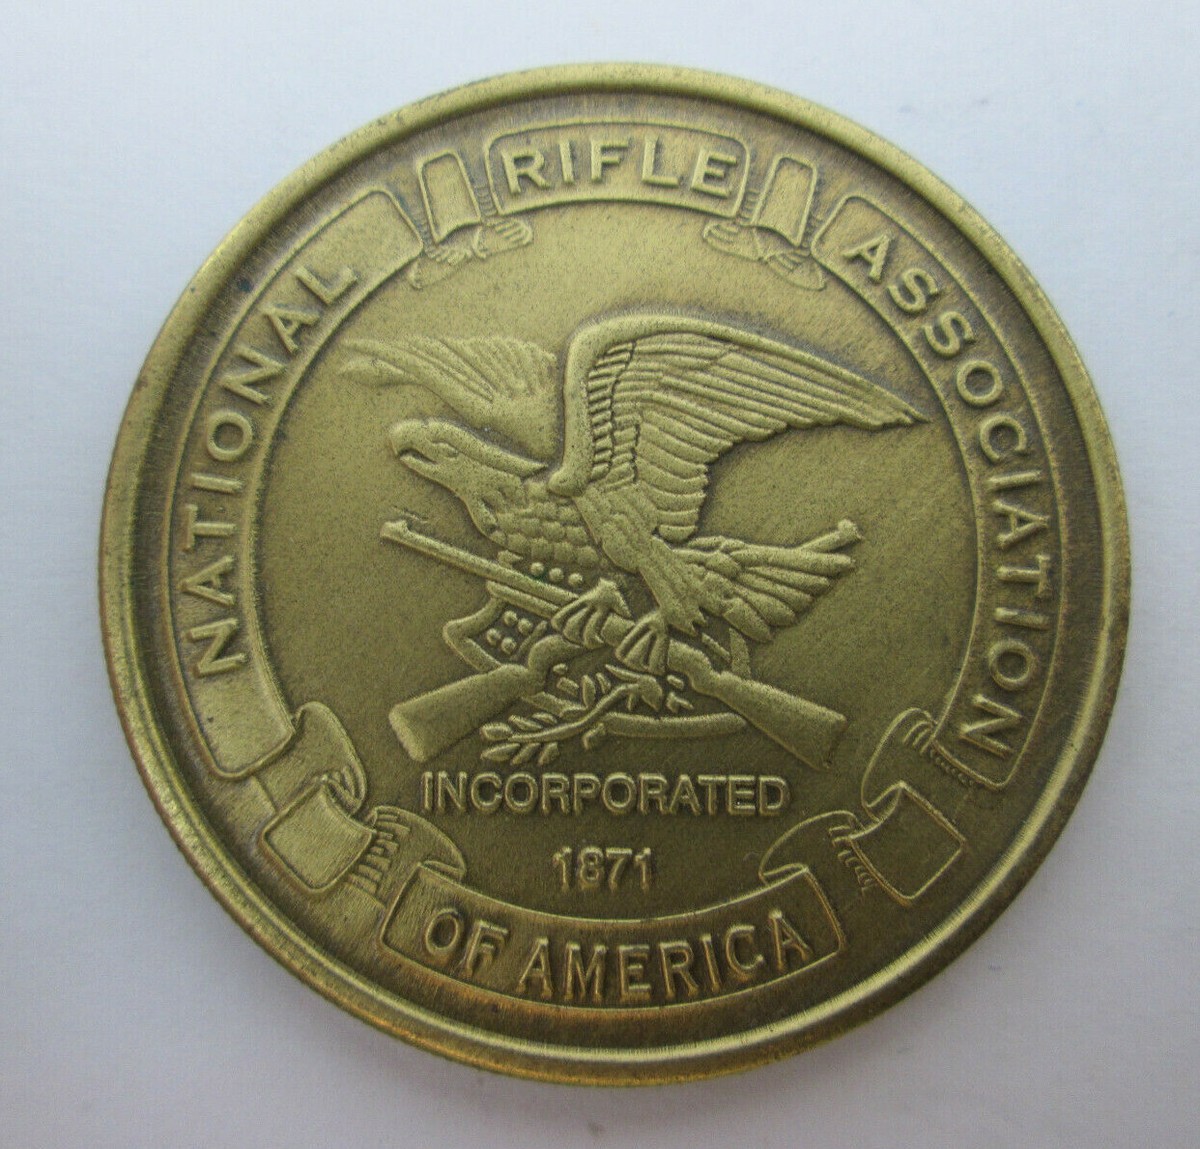 NATIONAL RIFLE ASSOCIATION
INCORPORATED
1871
OF AMERICA